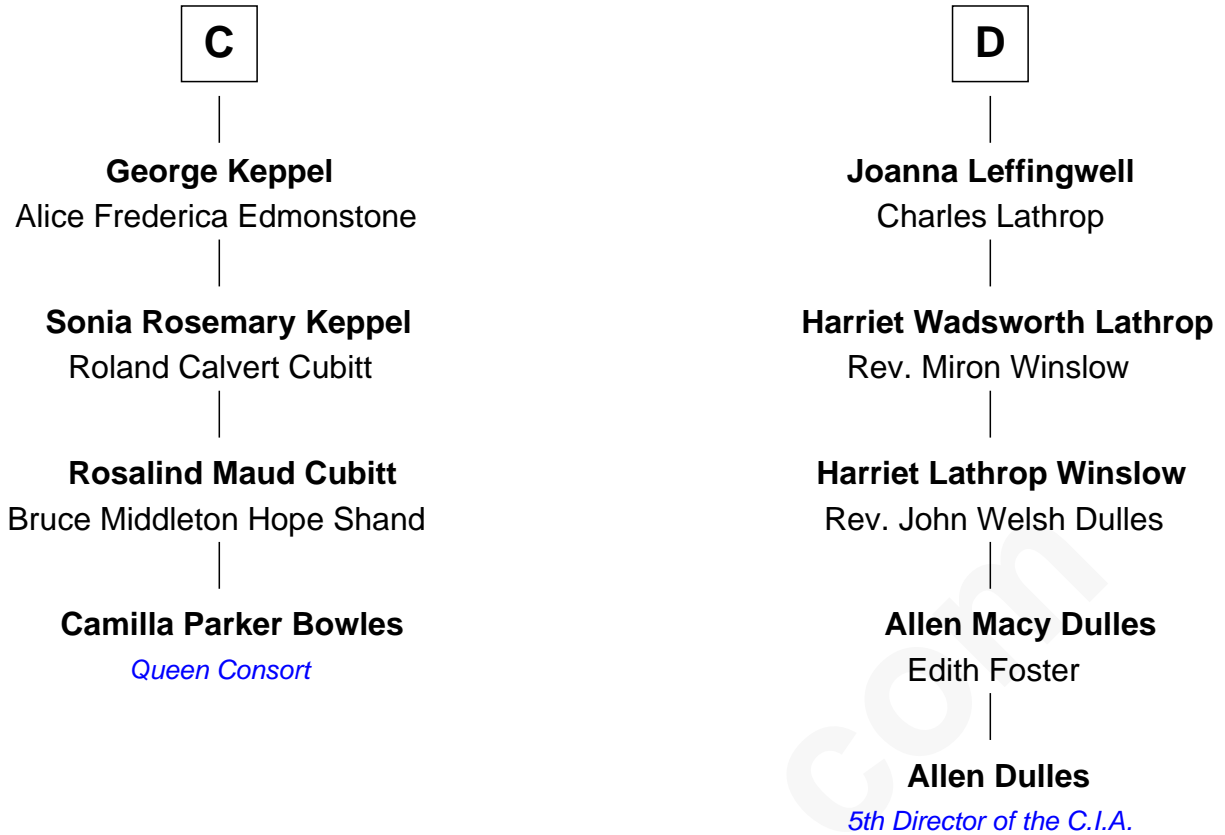 C
George Keppel
Alice Frederica Edmonstone
Sonia Rosemary Keppel
Roland Calvert Cubitt
Rosalind Maud Cubitt
Bruce Middleton Hope Shand
Camilla Parker Bowles
Queen Consort
D
Joanna Leffingwell
Charles Lathrop
Harriet Wadsworth Lathrop
Rev. Miron Winslow
Harriet Lathrop Winslow
Rev. John Welsh Dulles
Allen Macy Dulles
Edith Foster
Allen Dulles
5th Director of the C.I.A.
com